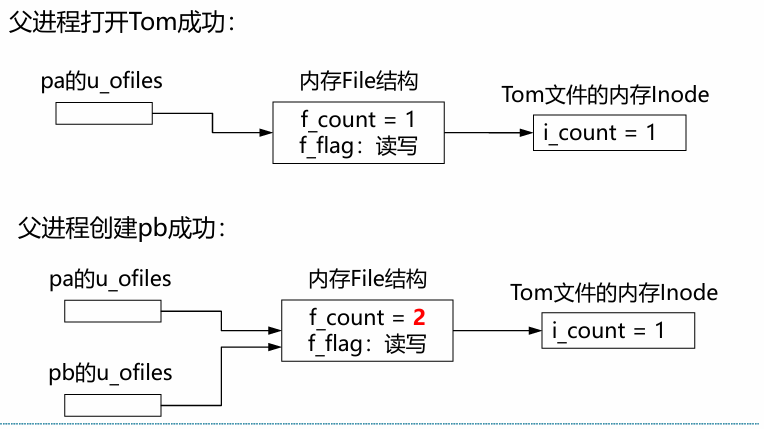 父进程打开Tom成功：
pa的u_ofiles
内存File结构
Tom文件的内存Inode
f_count = 1
f_flag：读写
i_count = 1
父进程创建pb成功：
pa的u_ofiles
内存File结构
Tom文件的内存Inode
f_count = 2
f_flag：读写
i_count = 1
pb的u_ofiles